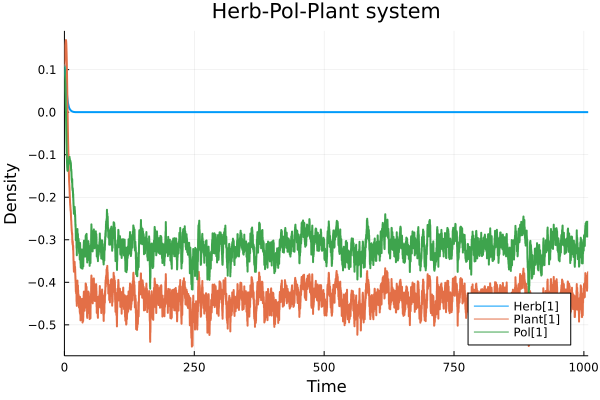 Herb-Pol-Plant system
Density
0.1
0.0
−0.1
−0.2
−0.3
−0.4
−0.5
Herb[1]
Plant[1]
Pol[1]
0 250 500 750 1000
Time